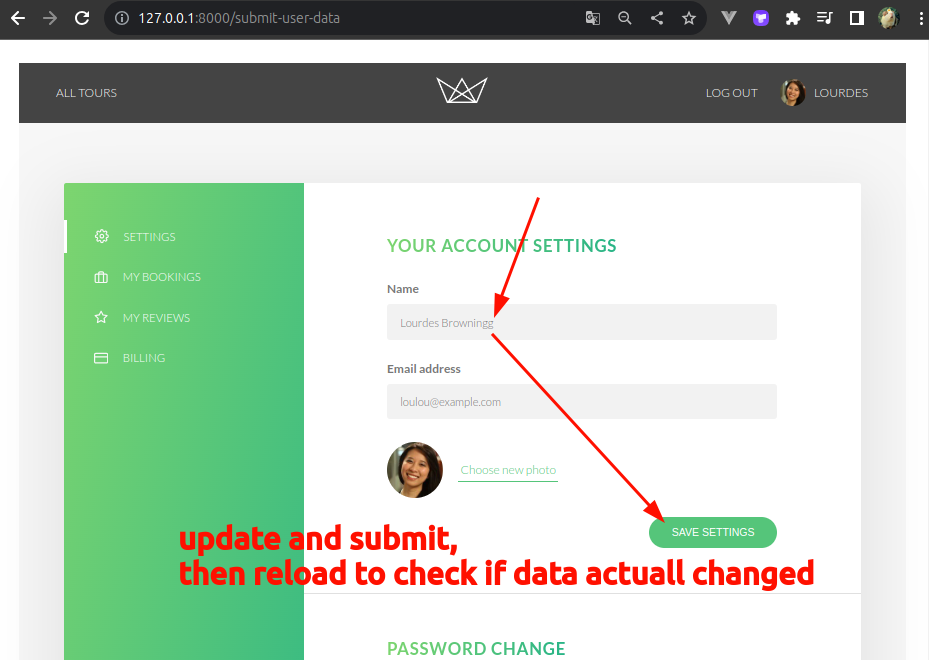 127.0.0.1:8000/submit-user-data
ALL TOURS
LOG OUT
LOURDES
SETTINGS
MY BOOKINGS
MY REVIEWS
BILLING
YOUR ACCOUNT SETTINGS
Name
Lourdes Browningg
Email address
loulou@example.com
Choose new photo
SAVE SETTINGS
update and submit,
then reload to check if data actuall changed
PASSWORD CHANGE